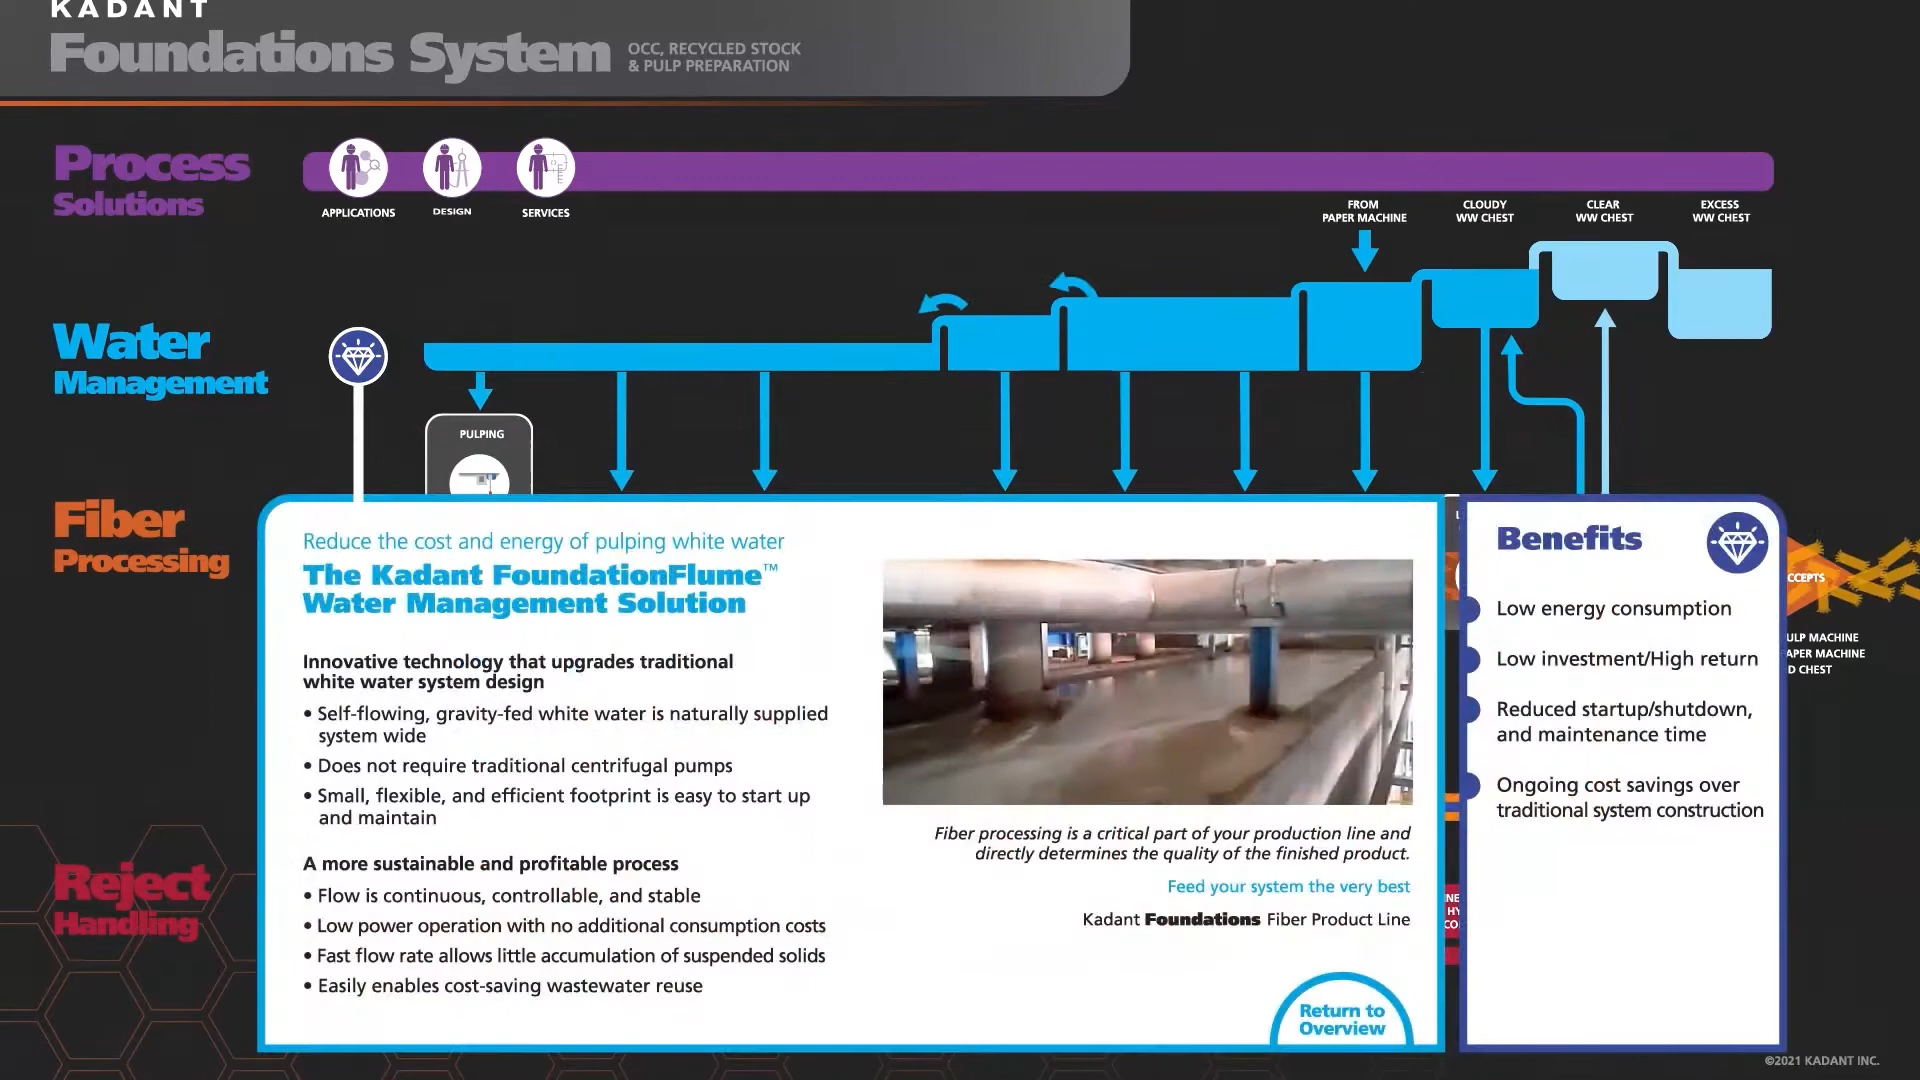 KADANT
Foundations System
OCC, RECYCLED STOCK
& PULP PREPARATION
Process
Solutions
APPLICATIONS
DESIGN
SERVICES
FROM
PAPER MACHINE
CLOUDY
WW CHEST
CLEAR
WW CHEST
EXCESS
WW CHEST
Water
Management
PULPING
Fiber
Processing
Reduce the cost and energy of pulping white water
The Kadant FoundationFlume™
Water Management Solution
Innovative technology that upgrades traditional
white water system design
• Self-flowing, gravity-fed white water is naturally supplied
system wide
• Does not require traditional centrifugal pumps
• Small, flexible, and efficient footprint is easy to start up
and maintain
A more sustainable and profitable process
• Flow is continuous, controllable, and stable
• Low power operation with no additional consumption costs
• Fast flow rate allows little accumulation of suspended solids
• Easily enables cost-saving wastewater reuse
Fiber processing is a critical part of your production line and
directly determines the quality of the finished product.
Feed your system the very best
Kadant Foundations Fiber Product Line
Return to
Overview
Benefits
Low energy consumption
Low investment/High return
Reduced startup/shutdown,
and maintenance time
Ongoing cost savings over
traditional system construction
CCEPTS
ULP MACHINE
APER MACHINE
D CHEST
NE
HY
CO
Reject
Handling
©2021 KADANT INC.